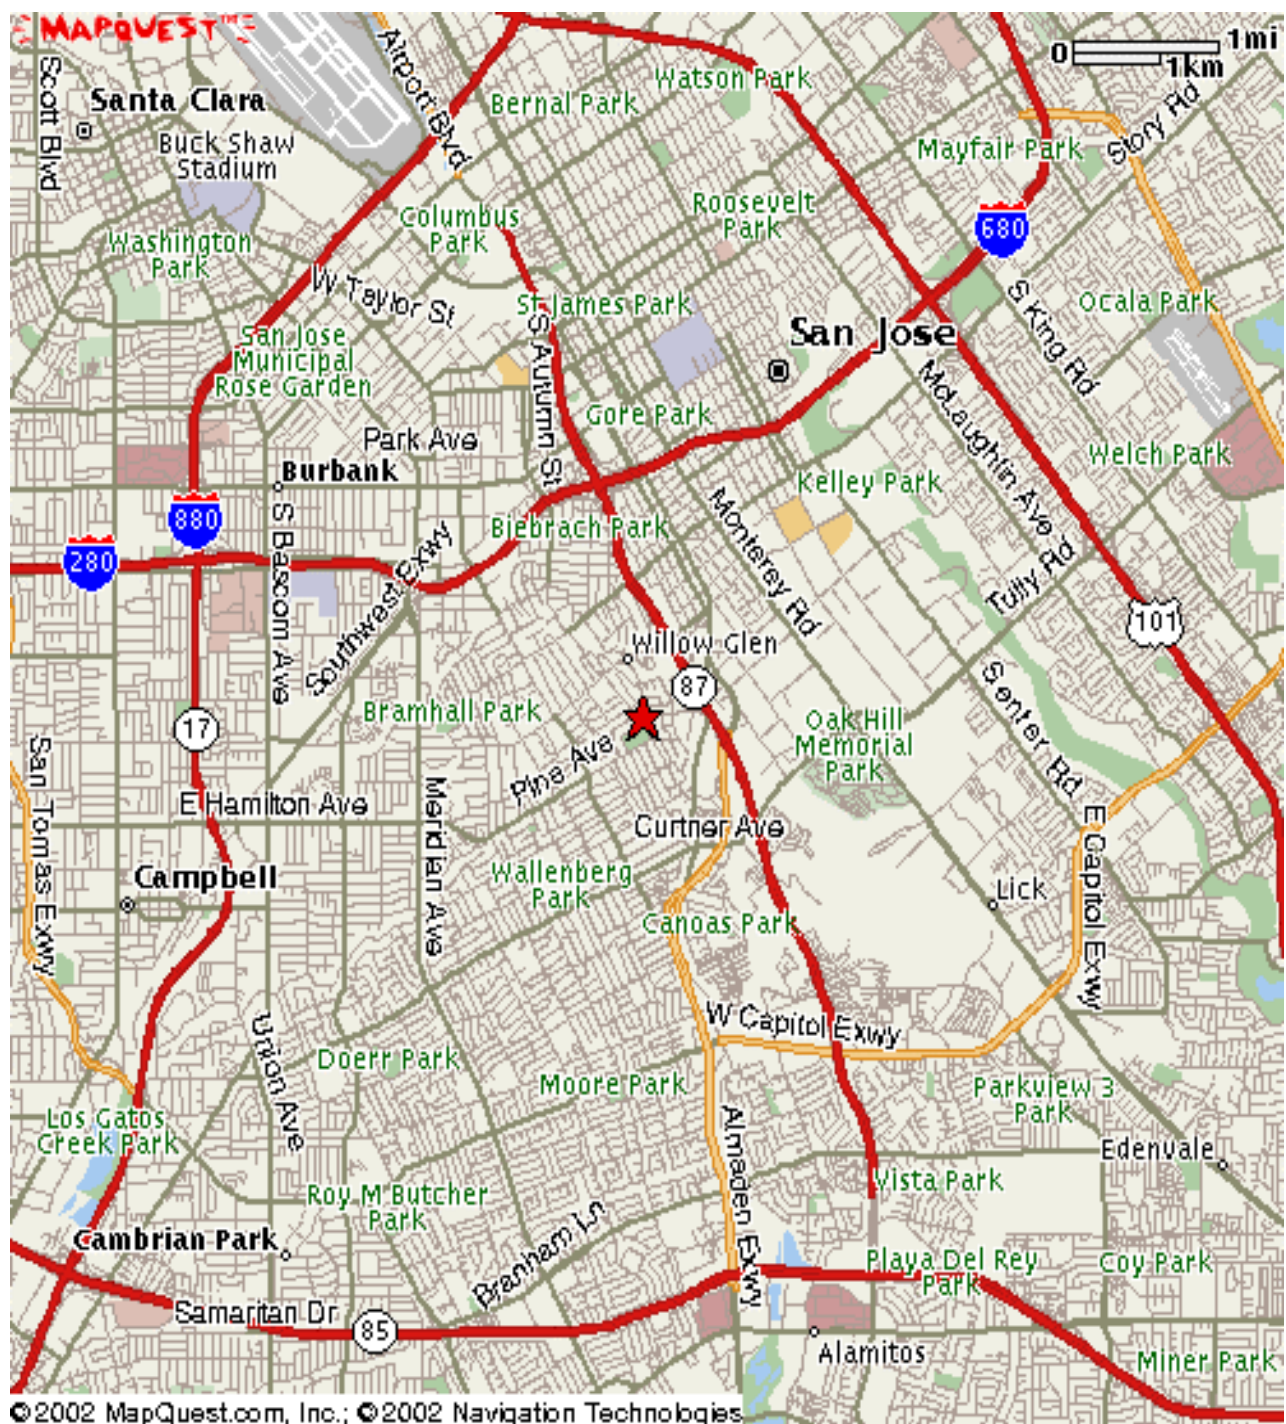 MAPQUEST™
0 1mi
1km
Scott Blvd
Santa Clara
Buck Shaw
Stadium
Airport Blvd
Bernal Park
Watson Park
Mayfair Park
Story Rd
Washington
Park
Columbus
Park
Roosevelt
Park
680
W Taylor St
St James Park
S Autumn St
S King Rd
Ocala Park
San Jose
Municipal
Rose Garden
San Jose
McLaughlin Ave
Gore Park
Park Ave
Burbank
Welch Park
Kelley Park
880
280
S Bascom Ave
Southwest Exwy
Biebrach Park
Monterey Rd
Tully Rd
101
Willow Glen
87
17
Bramhall Park
Pine Ave
Oak Hill
Memorial
Park
Senter Rd
San Tomas Exwy
E Hamilton Ave
Meridian Ave
Curtner Ave
E Capitol Exwy
Campbell
Wallenberg
Park
Canoas Park
Lick
W Capitol Exwy
Union Ave
Doerr Park
Moore Park
Parkview 3
Park
Los Gatos
Creek Park
Almaden Exwy
Edenvale
Vista Park
Roy M Butcher
Park
Cambrian Park
Branham Ln
Playa Del Rey
Park
Coy Park
Samaritan Dr
85
Alamitos
Miner Park
©2002 MapQuest.com, Inc.; ©2002 Navigation Technologies